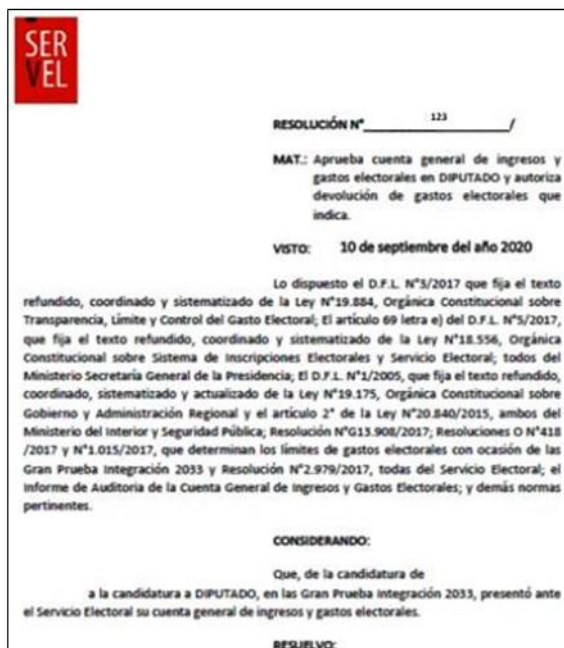 SER
VEL
RESOLUCIÓN N° 123 /
MAT.: Aprueba cuenta general de ingresos y
gastos electorales en DIPUTADO y autoriza
devolución de gastos electorales que
indica.
VISTO: 10 de septiembre del año 2020
Lo dispuesto el D.F.L. N°3/2017 que fija el texto
refundido, coordinado y sistematizado de la Ley N°19.884, Orgánica Constitucional sobre
Transparencia, Límite y Control del Gasto Electoral; El artículo 69 letra e) del D.F.L. N°5/2017,
que fija el texto refundido, coordinado y sistematizado de la Ley N°18.556, Orgánica
Constitucional sobre Sistema de Inscripciones Electorales y Servicio Electoral; todos del
Ministerio Secretaría General de la Presidencia; El D.F.L. N°1/2005, que fija el texto refundido,
coordinado, sistematizado y actualizado de la Ley N°19.175, Orgánica Constitucional sobre
Gobierno y Administración Regional y el artículo 2° de la Ley N°20.840/2015, ambos del
Ministerio del Interior y Seguridad Pública; Resolución N°G13.908/2017; Resoluciones O N°418
/2017 y N°1.015/2017, que determinan los límites de gastos electorales con ocasión de las
Gran Prueba Integración 2033 y Resolución N°2.979/2017, todas del Servicio Electoral; el
Informe de Auditoria de la Cuenta General de Ingresos y Gastos Electorales; y demás normas
pertinentes.
CONSIDERANDO:
Que, de la candidatura de
a la candidatura a DIPUTADO, en las Gran Prueba Integración 2033, presentó ante
el Servicio Electoral su cuenta general de ingresos y gastos electorales.
RESUELVO: